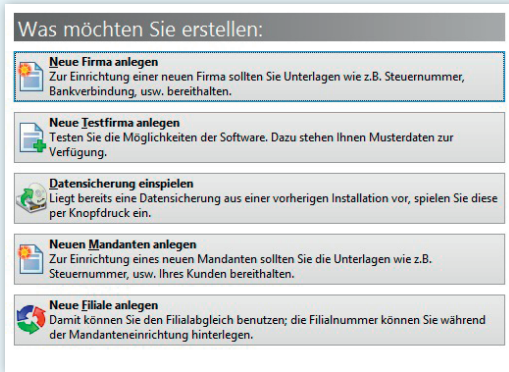 Was möchten Sie erstellen:
Neue Firma anlegen
Zur Einrichtung einer neuen Firma sollten Sie Unterlagen wie z.B. Steuernummer,
Bankverbindung, usw. bereithalten.
Neue Testfirma anlegen
Testen Sie die Möglichkeiten der Software. Dazu stehen Ihnen Musterdaten zur
Verfügung.
Datensicherung einspielen
Liegt bereits eine Datensicherung aus einer vorherigen Installation vor, spielen Sie diese
per Knopfdruck ein.
Neuen Mandanten anlegen
Zur Einrichtung eines neuen Mandanten sollten Sie die Unterlagen wie z.B.
Steuernummer, usw. Ihres Kunden bereithalten.
Neue Filiale anlegen
Damit können Sie den Filialabgleich benutzen; die Filialnummer können Sie während
der Mandanteneinrichtung hinterlegen.